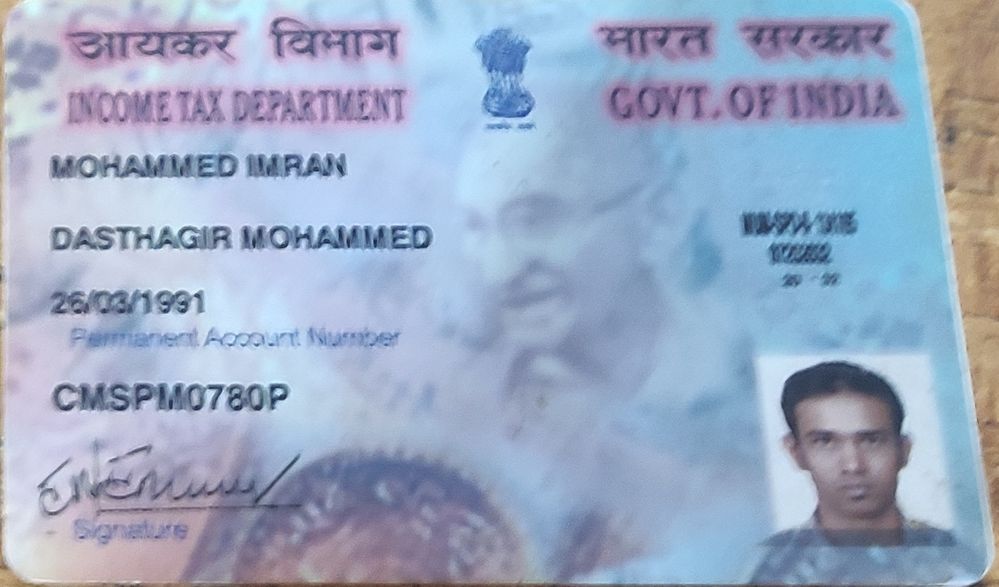 आयकर विभाग भारत सरकार
INCOME TAX DEPARTMENT GOVT. OF INDIA
MOHAMMED IMRAN
DASTHAGIR MOHAMMED
26/03/1991
Permanent Account Number
CMSPM0780P
Signature